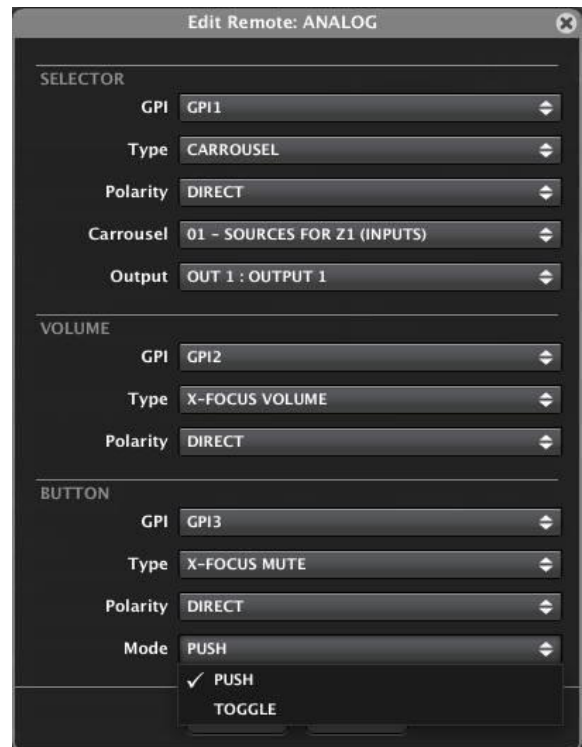 Edit Remote: ANALOG
SELECTOR
GPI GPI1
Type CARROUSEL
Polarity DIRECT
Carrousel 01 - SOURCES FOR Z1 (INPUTS)
Output OUT 1 : OUTPUT 1
VOLUME
GPI GPI2
Type X-FOCUS VOLUME
Polarity DIRECT
BUTTON
GPI GPI3
Type X-FOCUS MUTE
Polarity DIRECT
Mode PUSH
✓ PUSH
TOGGLE